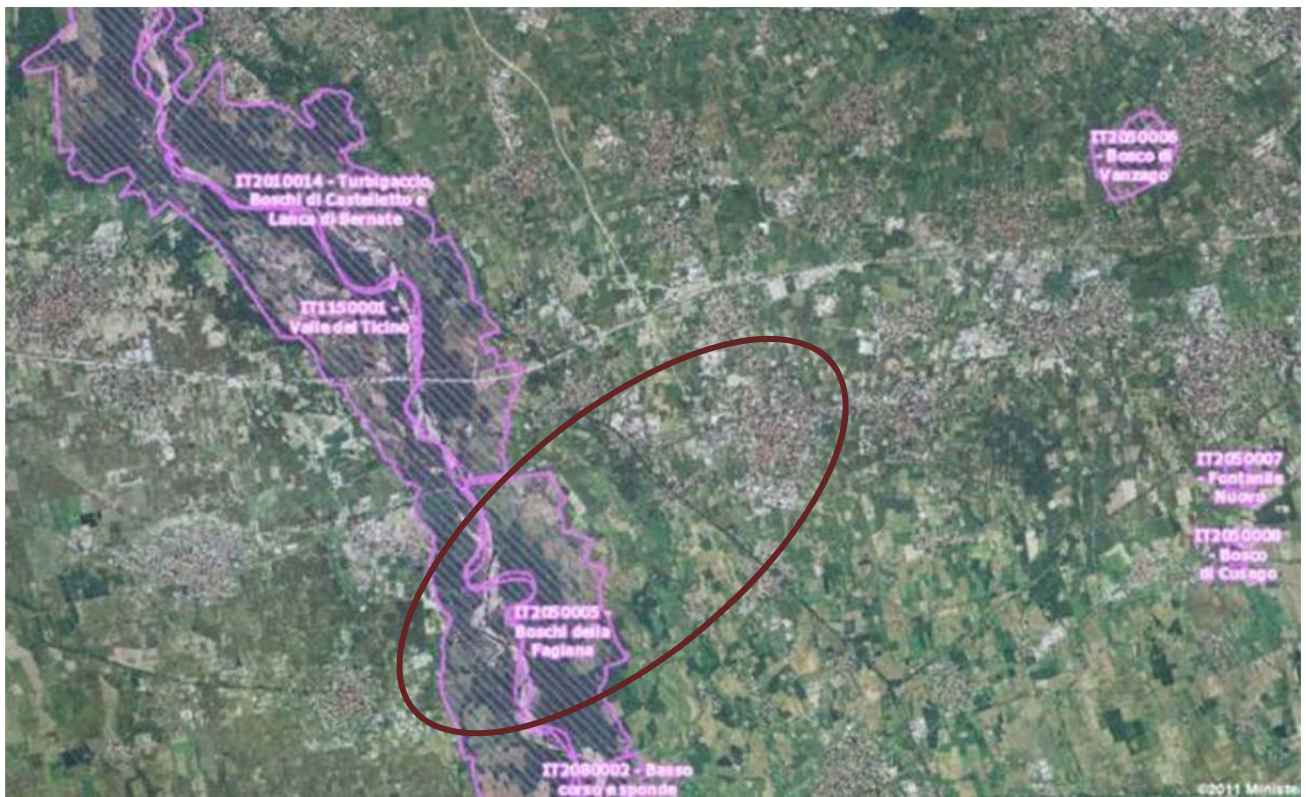 IT2050006
- Bosco di
Vanzago
IT2010014 - Turbigaccio,
Boschi di Castelletto e
Lanca di Bernate
IT1150001 -
Valle del Ticino
IT2050007
- Fontanile
Nuovo
IT2050008
- Bosco
di Cusago
IT2050005 -
Boschi della
Fagiana
IT2080002 - Basso
corso e sponde
©2011 Ministe